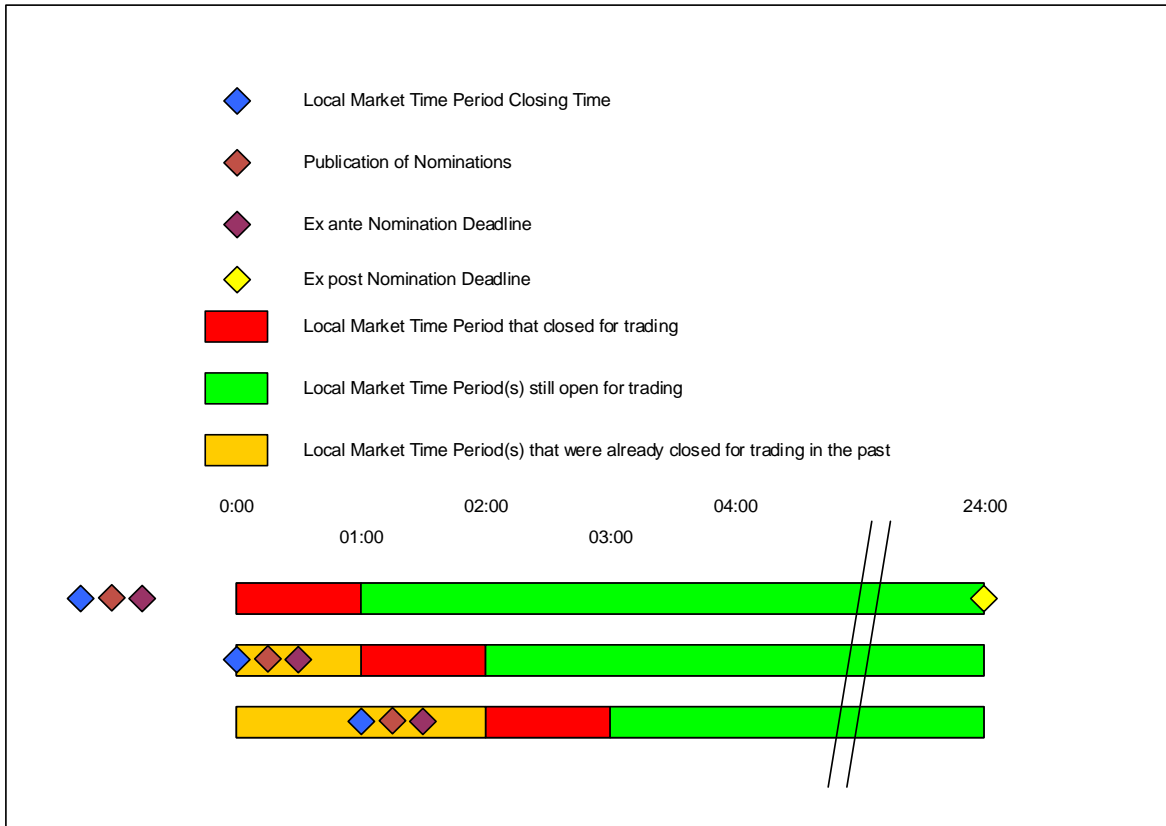 Local Market Time Period Closing Time
Publication of Nominations
Ex ante Nomination Deadline
Ex post Nomination Deadline
Local Market Time Period that closed for trading
Local Market Time Period(s) still open for trading
Local Market Time Period(s) that were already closed for trading in the past
0:00 02:00 04:00 24:00
01:00 03:00